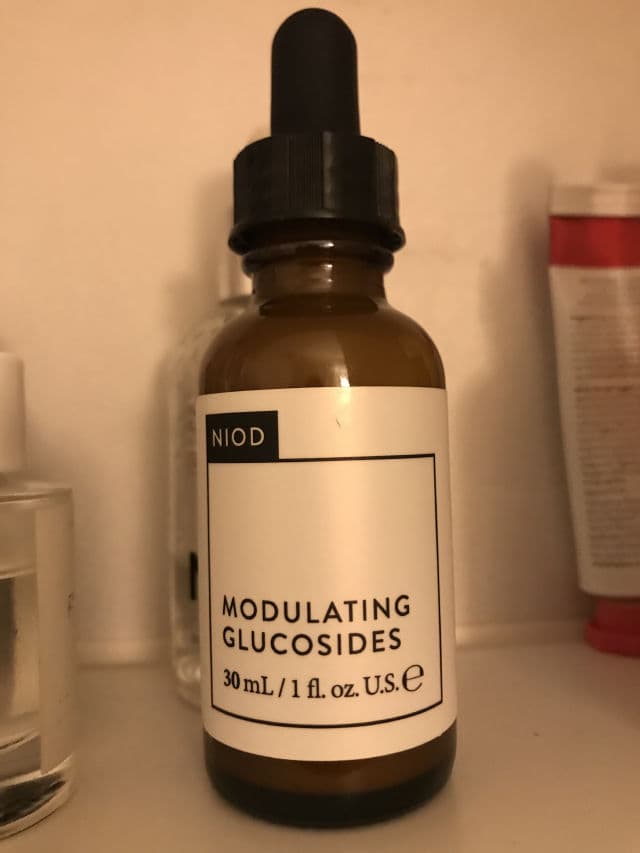 NIOD
MODULATING
GLUCOSIDES
30 mL / 1 fl. oz. U.S. ℮